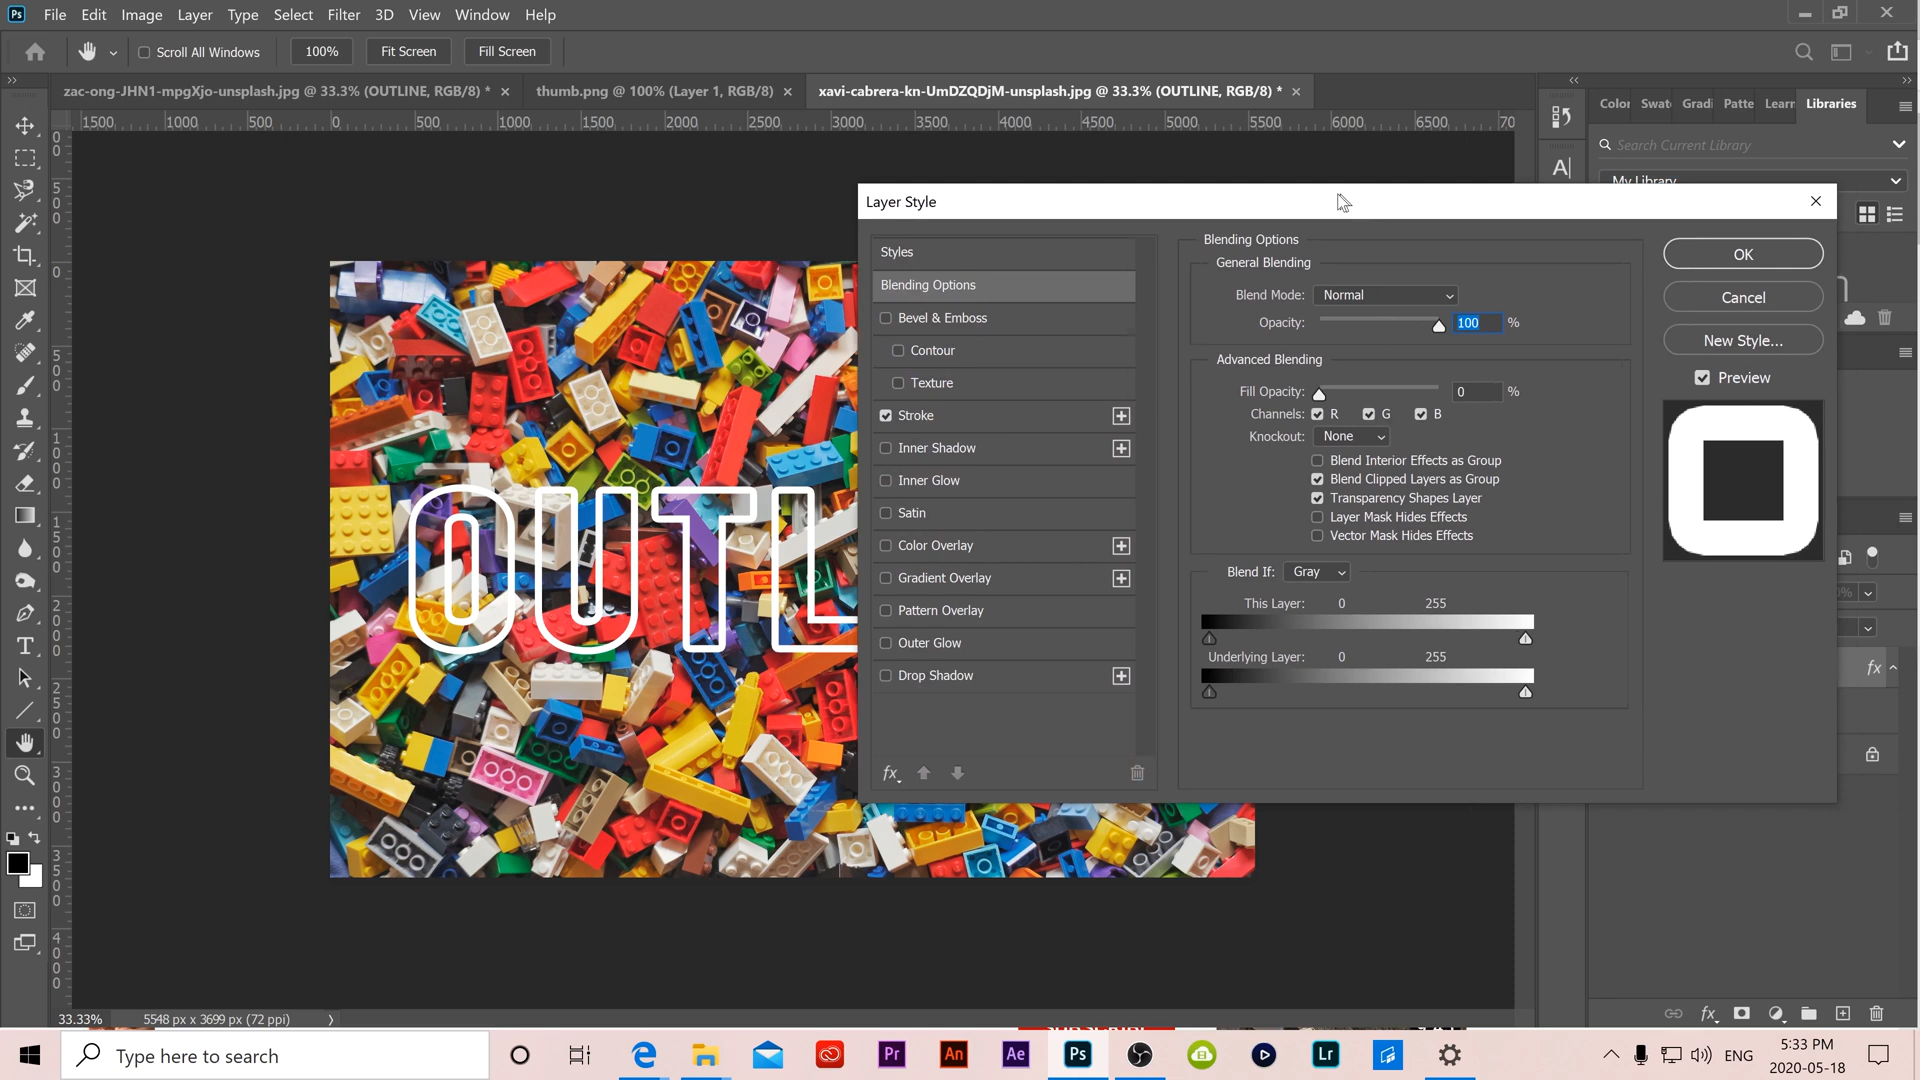 Ps File Edit Image Layer Type Select Filter 3D View Window Help
Scroll All Windows 100% Fit Screen Fill Screen
zac-ong-JHN1-mpgXjo-unsplash.jpg @ 33.3% (OUTLINE, RGB/8) * × thumb.png @ 100% (Layer 1, RGB/8) × xavi-cabrera-kn-UmDZQDjM-unsplash.jpg @ 33.3% (OUTLINE, RGB/8) * ×
Color Swat Gradi Patte Learn Libraries
1500 1000 500 0 500 1000 1500 2000 2500 3000 3500 4000 4500 5000 5500 6000 6500 70
Search Current Library
My Library
Layer Style
Styles
Blending Options
Bevel & Emboss
Contour
Texture
Stroke
Inner Shadow
Inner Glow
Satin
Color Overlay
Gradient Overlay
Pattern Overlay
Outer Glow
Drop Shadow
fx
Blending Options
General Blending
Blend Mode: Normal
Opacity: 100 %
Advanced Blending
Fill Opacity: 0 %
Channels: R G B
Knockout: None
Blend Interior Effects as Group
Blend Clipped Layers as Group
Transparency Shapes Layer
Layer Mask Hides Effects
Vector Mask Hides Effects
Blend If: Gray
This Layer: 0 255
Underlying Layer: 0 255
OK
Cancel
New Style...
Preview
OUTL
fx
33.33% 5548 px x 3699 px (72 ppi)
fx
Type here to search
Pr An Ae Ps Lr
ENG
5:33 PM
2020-05-18